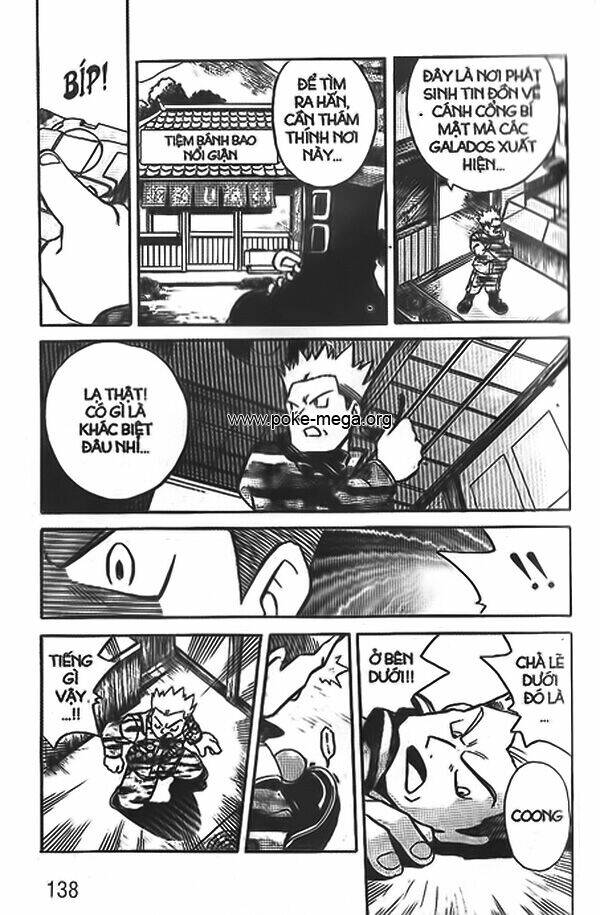 ĐÂY LÀ NƠI PHÁT
SINH TIN ĐỒN VỀ
CÁNH CỔNG BÍ
MẬT MÀ CÁC
GALADOS XUẤT
HIỆN...
ĐỂ TÌM
RA HẮN,
CẦN THÁM
THÍNH NƠI
NÀY...
TIỆM BÁNH BAO
NỔI GIẬN
BÍP!
LẠ THẬT!
CÓ GÌ LÀ
KHÁC BIỆT
ĐÂU NHỈ...
www.poke-mega.org
!!
CHẢ LẼ
DƯỚI
ĐÓ LÀ
...
Ở BÊN
DƯỚI!!
COONG
TIẾNG
GÌ
VẬY
...!!
138